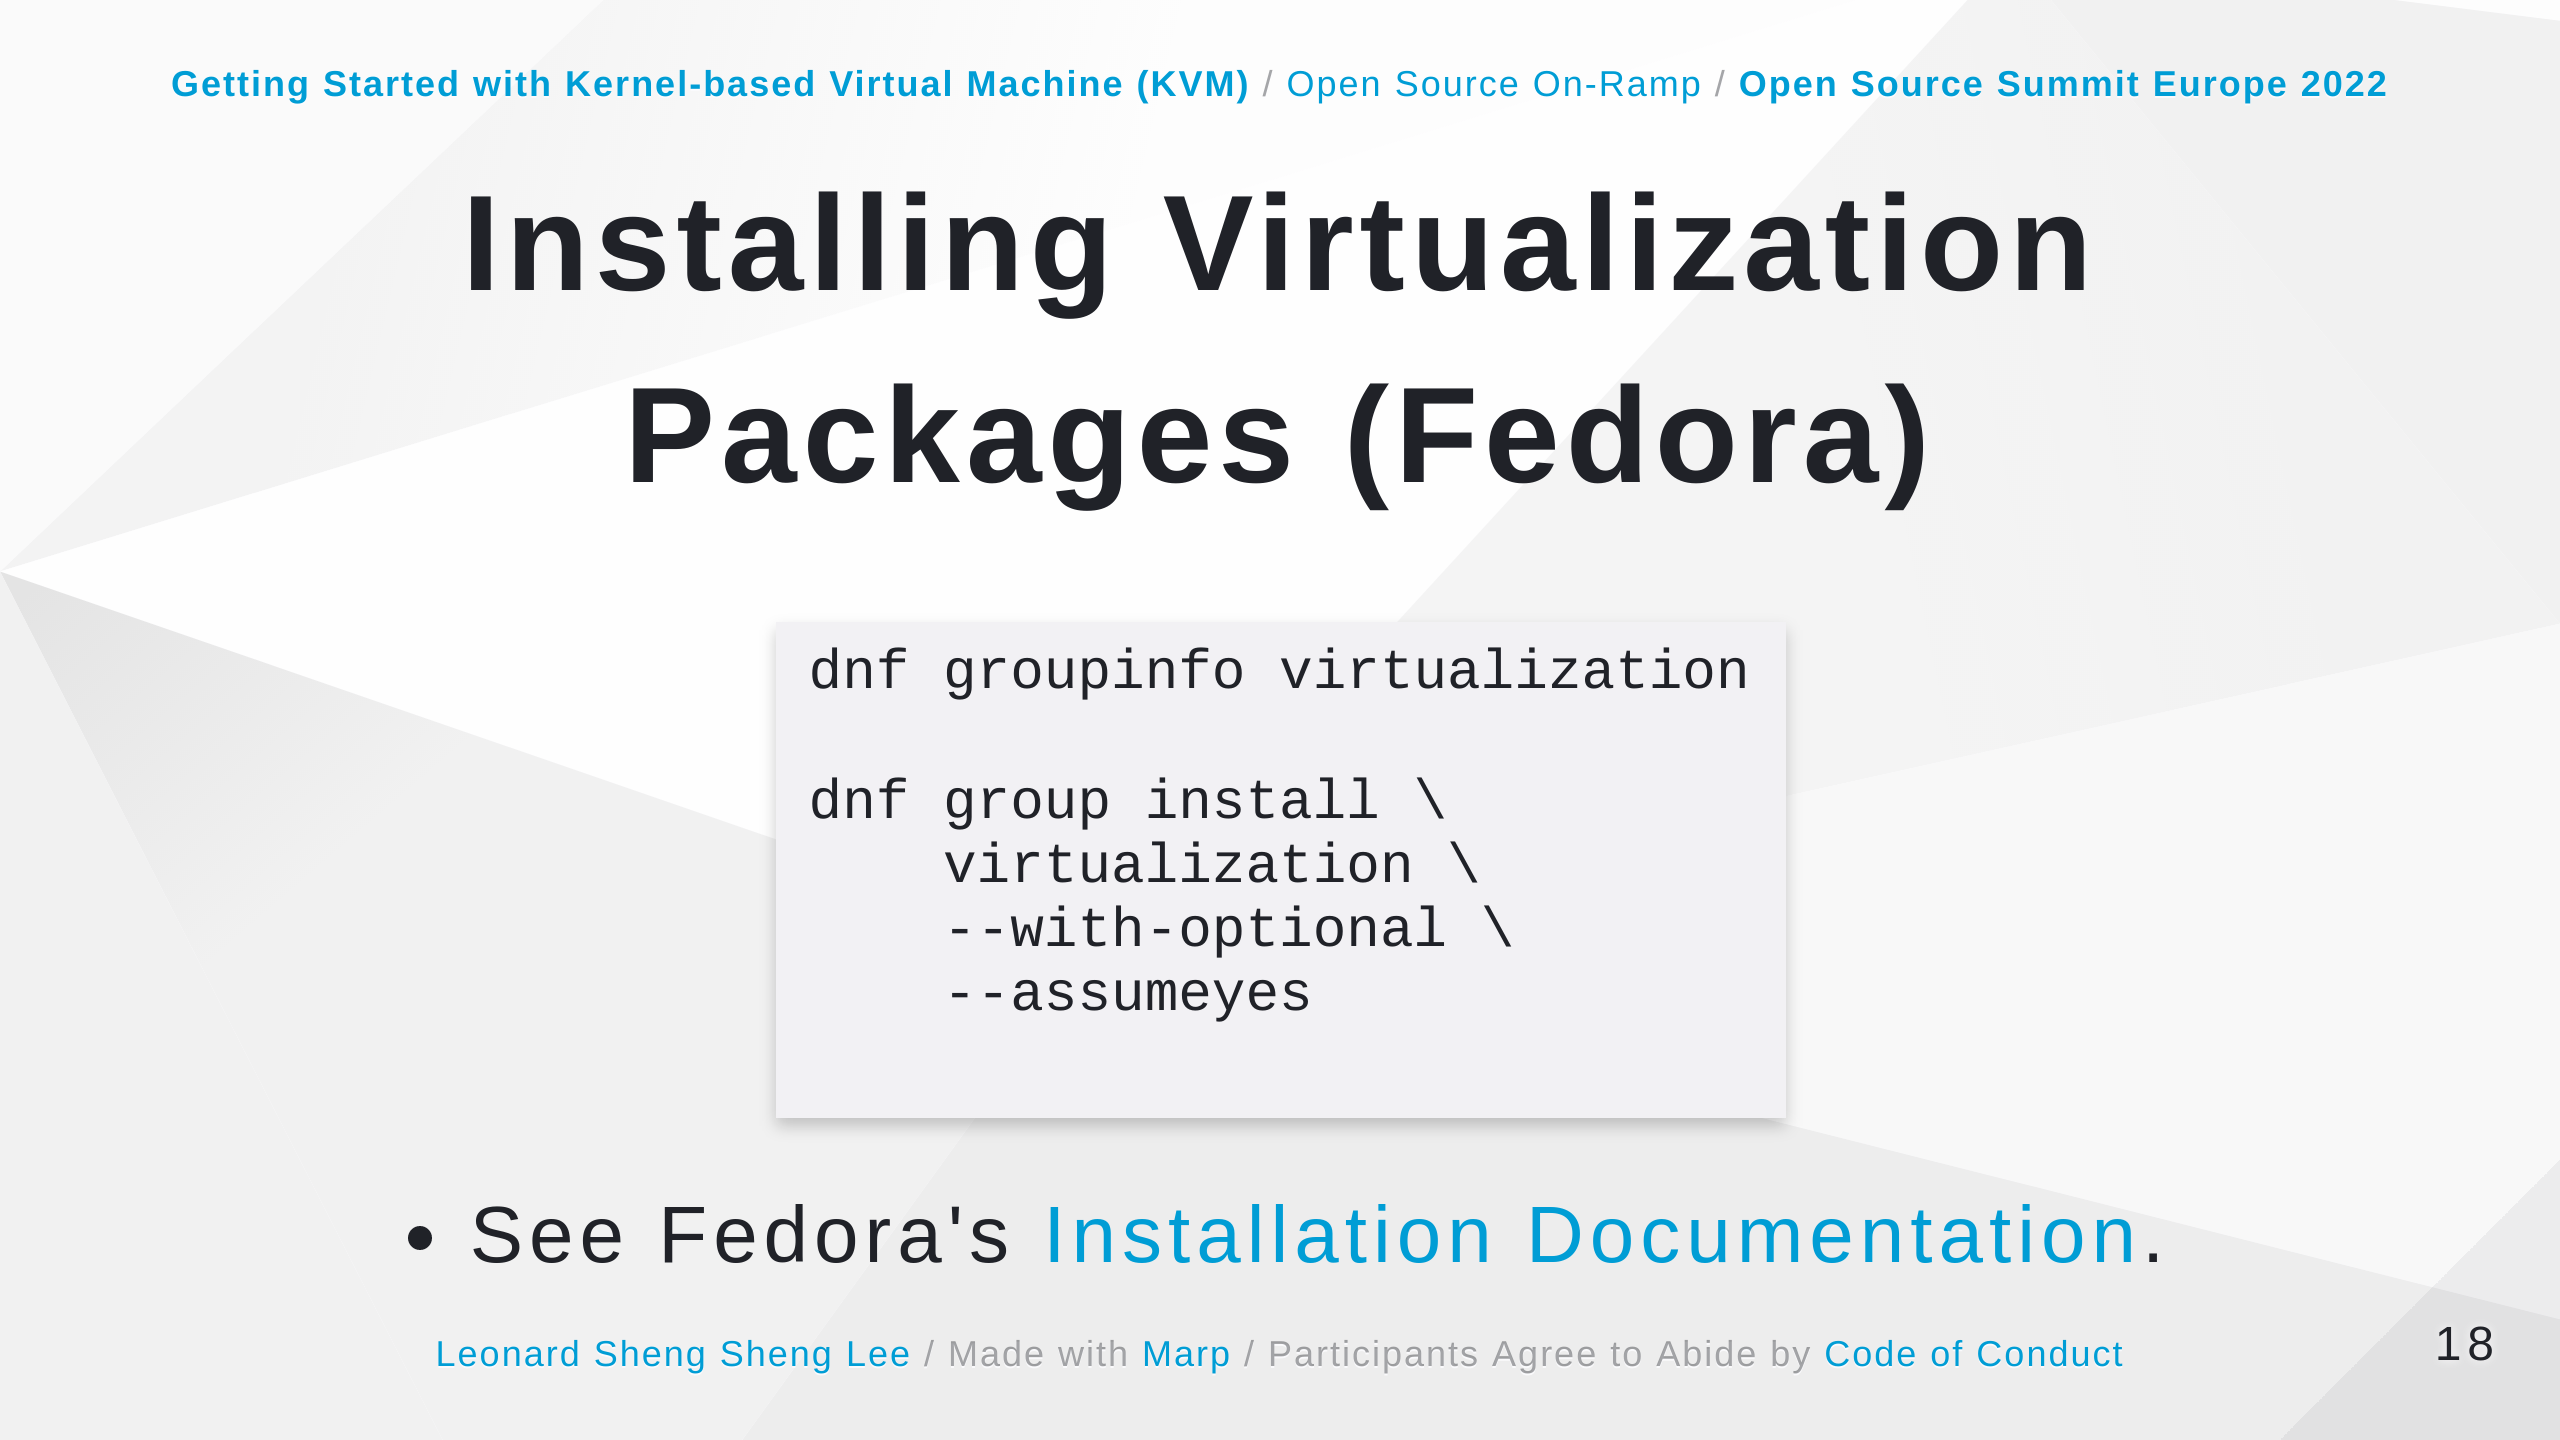 Getting Started with Kernel-based Virtual Machine (KVM) / Open Source On-Ramp / Open Source Summit Europe 2022
Installing Virtualization
Packages (Fedora)
dnf groupinfo virtualization
dnf group install \
    virtualization \
    --with-optional \
    --assumeyes
• See Fedora's Installation Documentation.
Leonard Sheng Sheng Lee / Made with Marp / Participants Agree to Abide by Code of Conduct
18